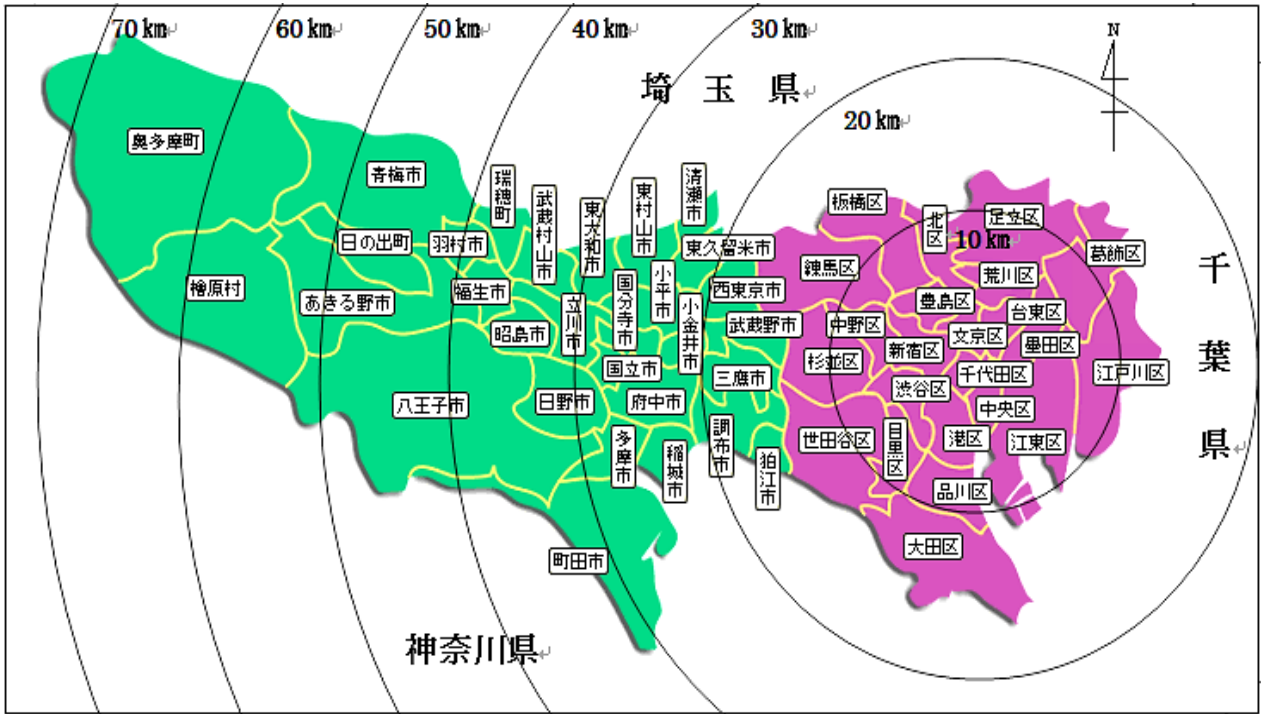 70㎞
60㎞
50㎞
40㎞
30㎞
N
埼玉県
20㎞
奥多摩町
青梅市
瑞穂町
武蔵村山市
東大和市
東村山市
清瀬市
板橋区
北区
足立区
日の出町
羽村市
東久留米市
10㎞
葛飾区
千葉県
檜原村
あきる野市
福生市
国分寺市
小平市
西東京市
練馬区
荒川区
豊島区
台東区
昭島市
立川市
小金井市
武蔵野市
中野区
文京区
墨田区
新宿区
杉並区
国立市
三鷹市
千代田区
江戸川区
渋谷区
八王子市
日野市
府中市
中央区
多摩市
稲城市
調布市
狛江市
世田谷区
目黒区
港区
江東区
品川区
町田市
大田区
神奈川県